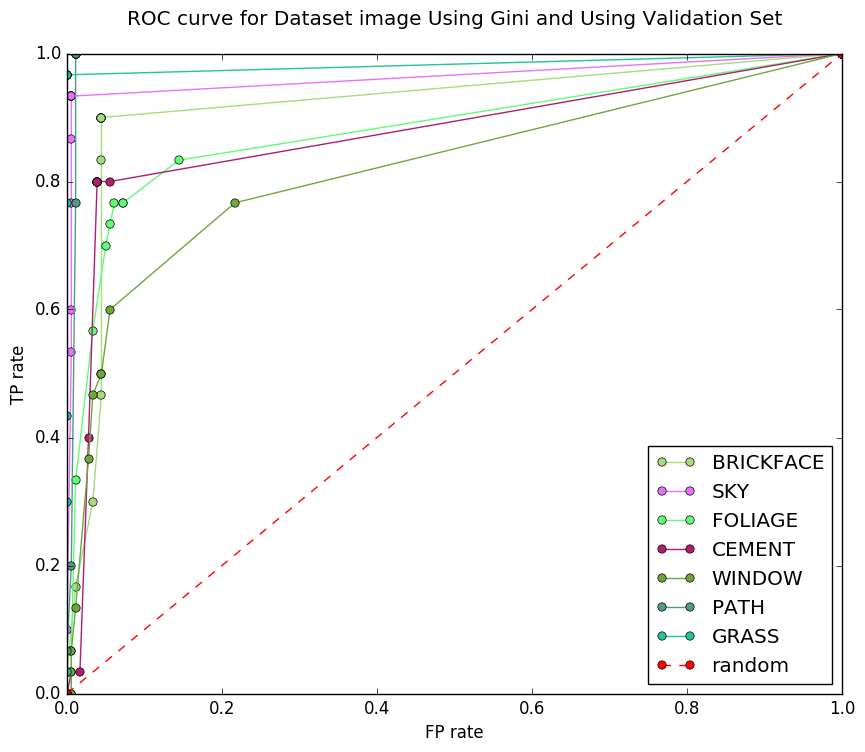 ROC curve for Dataset image Using Gini and Using Validation Set
1.0
0.8
0.6
0.4
0.2
0.0
TP rate
0.0 0.2 0.4 0.6 0.8 1.0
FP rate
BRICKFACE
SKY
FOLIAGE
CEMENT
WINDOW
PATH
GRASS
random